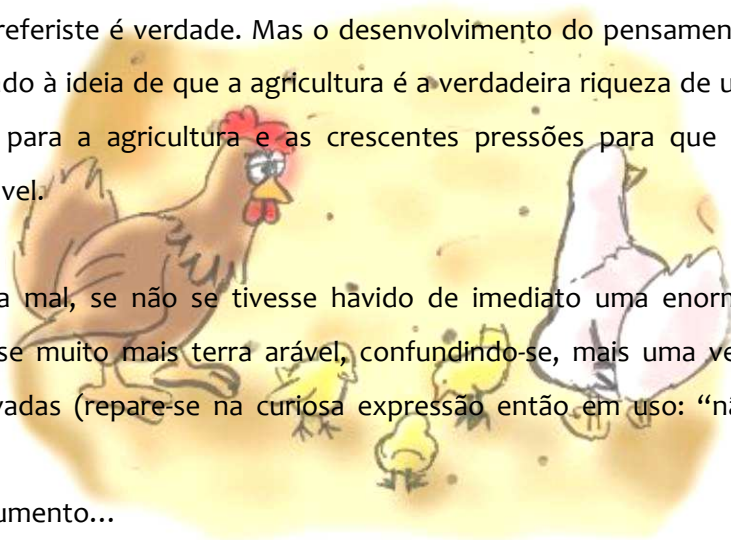 referiste é verdade. Mas o desenvolvimento do pensamen
do à ideia de que a agricultura é a verdadeira riqueza de u
para a agricultura e as crescentes pressões para que
vel.
a mal, se não se tivesse havido de imediato uma enorm
se muito mais terra arável, confundindo-se, mais uma ve
vadas (repare-se na curiosa expressão então em uso: “nã
umento…